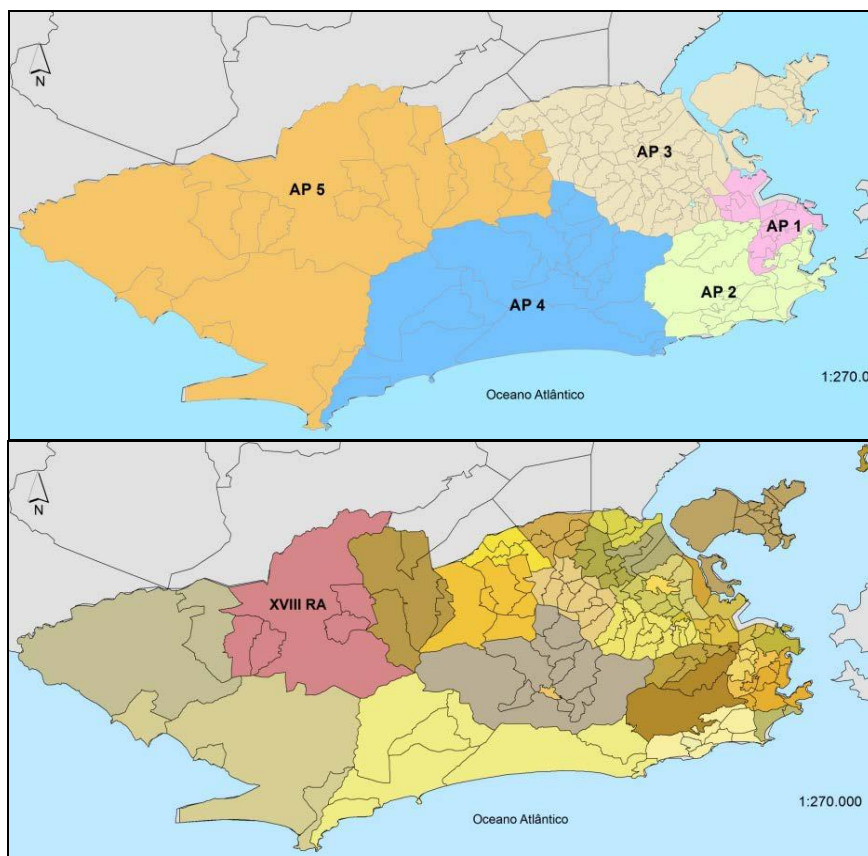 N
AP 3
AP 5
AP 1
AP 2
AP 4
1:270.0
Oceano Atlântico
N
XVIII RA
1:270.000
Oceano Atlântico